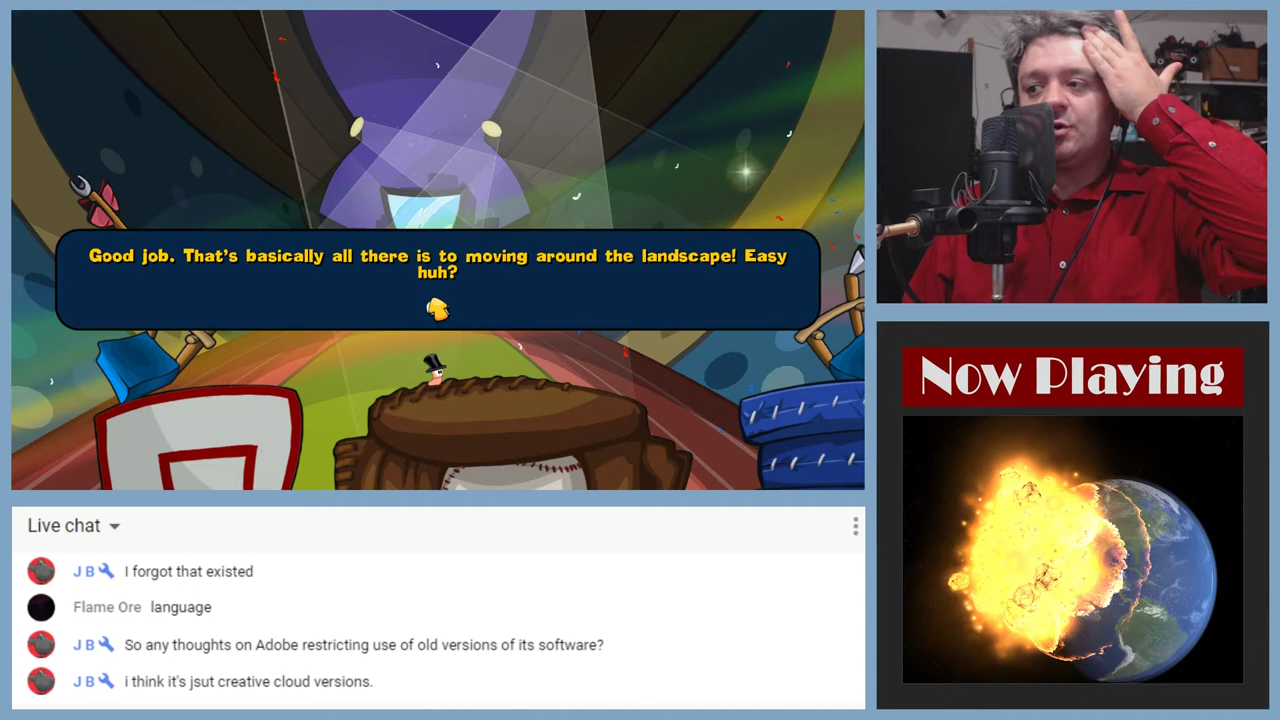 Good job. That's basically all there is to moving around the landscape! Easy
huh?
Now Playing
Live chat
J B I forgot that existed
Flame Ore language
J B So any thoughts on Adobe restricting use of old versions of its software?
J B i think it's jsut creative cloud versions.